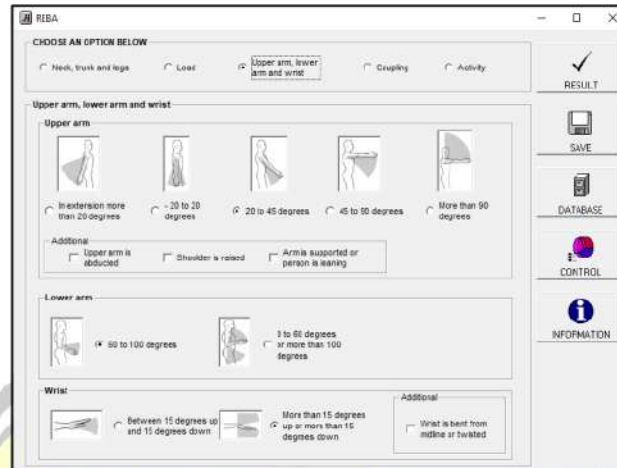 REBA
CHOOSE AN OPTION BELOW
Neck, trunk and legs
Load
Upper arm, lower
arm and wrist
Coupling
Activity
RESULT
SAVE
DATABASE
CONTROL
INFORMATION
Upper arm, lower arm and wrist
Upper arm
In extension more
than 20 degrees
- 20 to 20
degrees
20 to 45 degrees
45 to 90 degrees
More than 90
degrees
Additional
Upper arm is
abducted
Shoulder is raised
Arm is supported or
person is leaning
Lower arm
60 to 100 degrees
0 to 60 degrees
or more than 100
degrees
Wrist
Between 15 degrees up
and 15 degrees down
More than 15 degrees
up or more than 15
degrees down
Additional
Wrist is bent from
midline or twisted